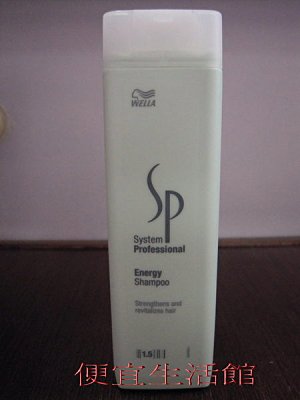 WELLA
SP
System
Professional
Energy
Shampoo
Strengthens and
revitalizes hair
1.5
便宜生活館